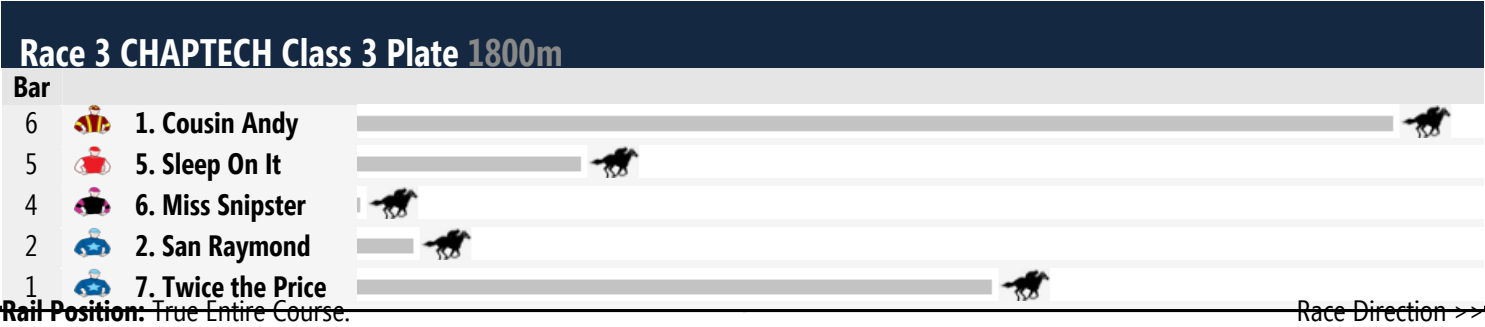 Race 3 CHAPTECH Class 3 Plate 1800m
Bar
6 1. Cousin Andy
5 5. Sleep On It
4 6. Miss Snipster
2 2. San Raymond
1 7. Twice the Price
Rail Position: True Entire Course. Race Direction >>